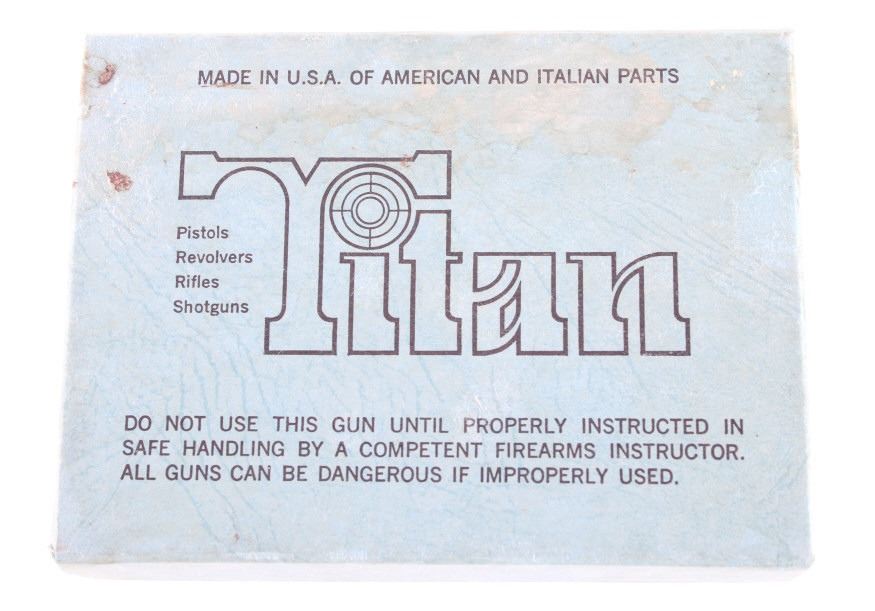 MADE IN U.S.A. OF AMERICAN AND ITALIAN PARTS
Titan
Pistols
Revolvers
Rifles
Shotguns
DO NOT USE THIS GUN UNTIL PROPERLY INSTRUCTED IN
SAFE HANDLING BY A COMPETENT FIREARMS INSTRUCTOR.
ALL GUNS CAN BE DANGEROUS IF IMPROPERLY USED.